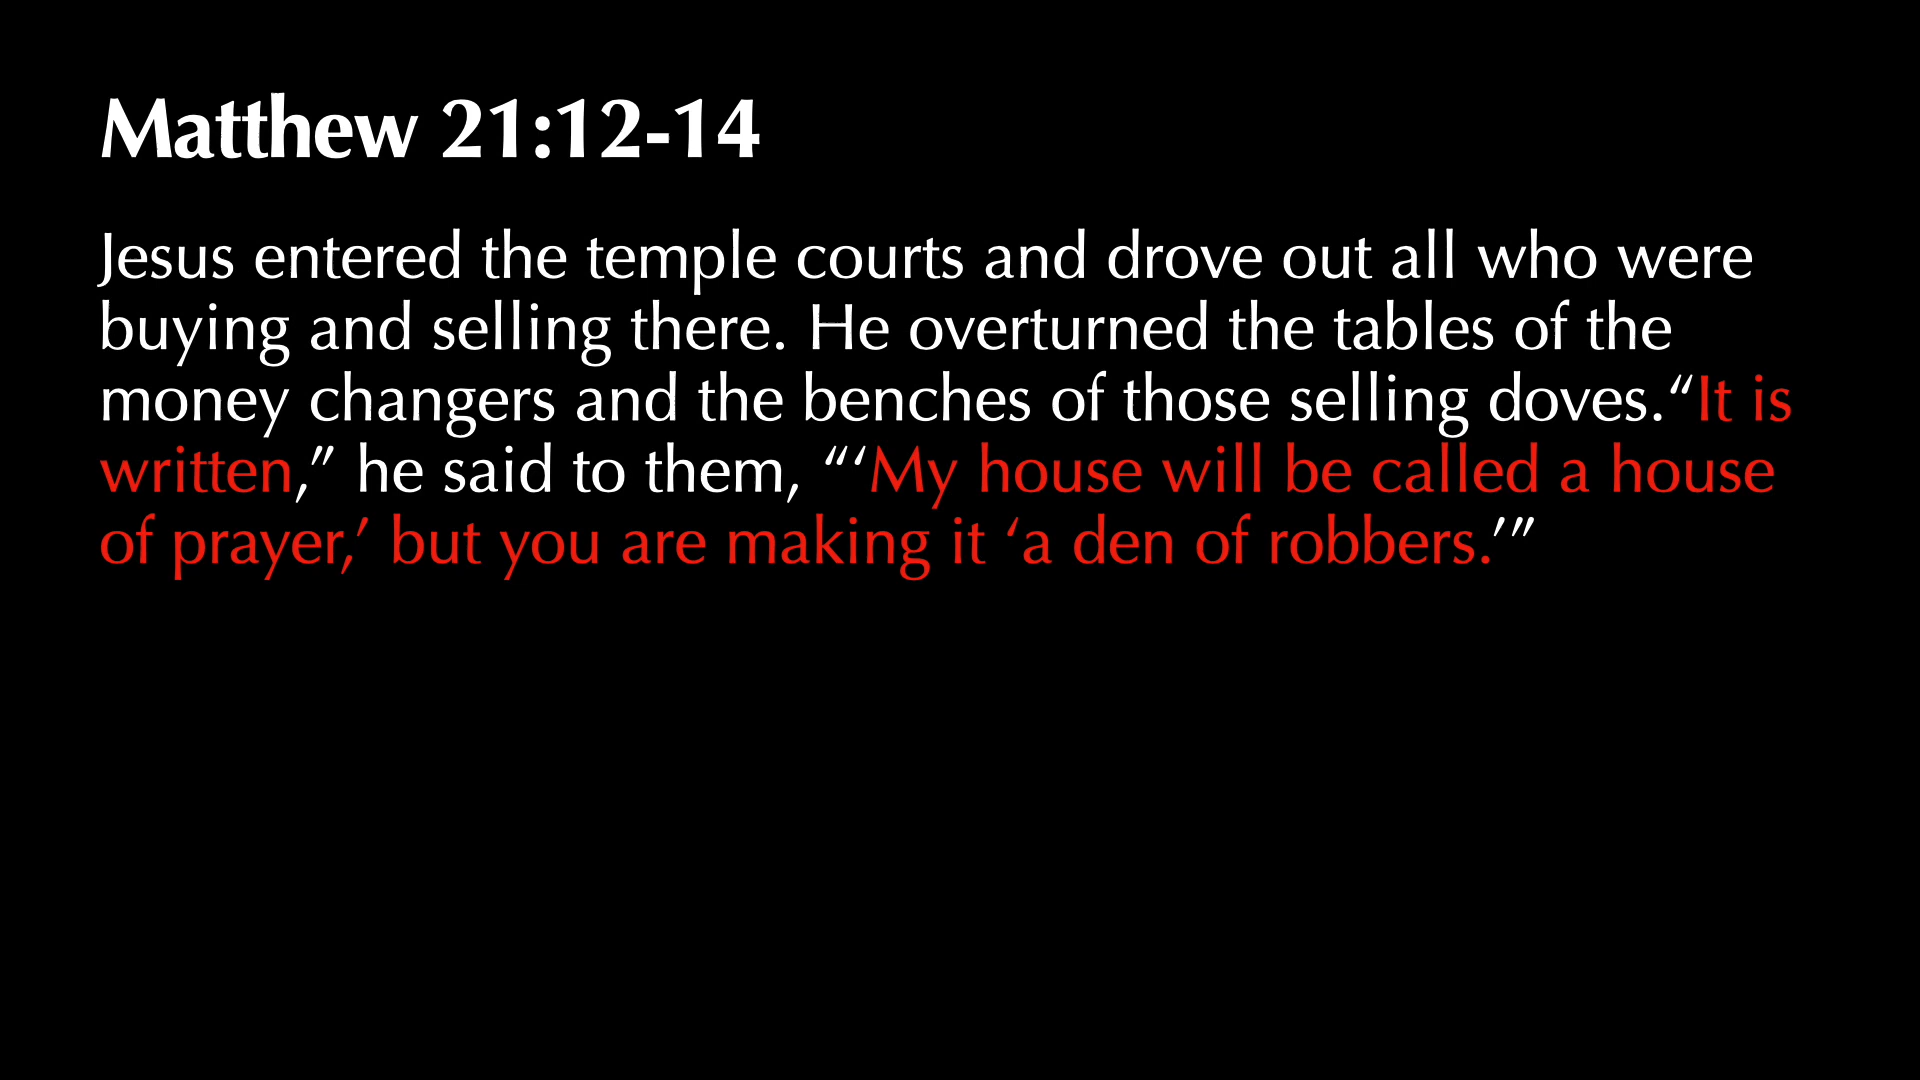 Matthew 21:12-14
Jesus entered the temple courts and drove out all who were
buying and selling there. He overturned the tables of the
money changers and the benches of those selling doves.“It is
written,” he said to them, “‘My house will be called a house
of prayer,’ but you are making it ‘a den of robbers.’”